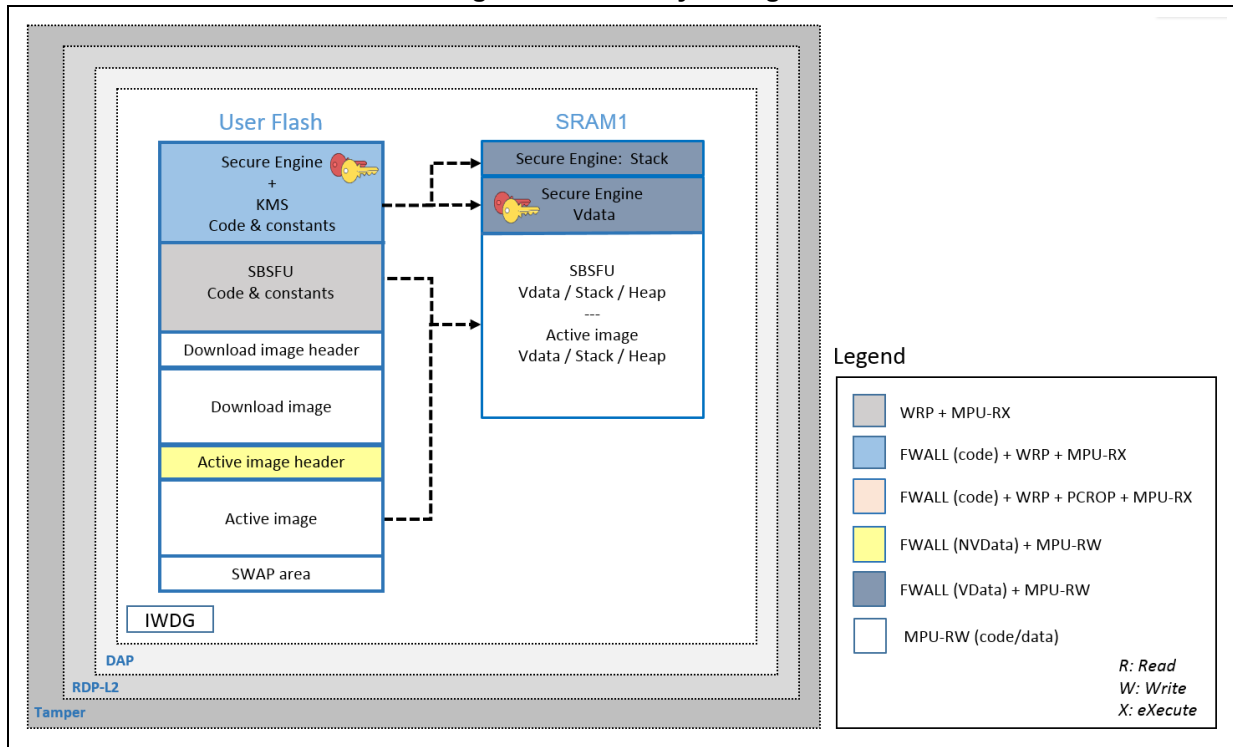 User Flash
Secure Engine
+
KMS
Code & constants
SBSFU
Code & constants
Download image header
Download image
Active image header
Active image
SWAP area
IWDG
DAP
RDP-L2
Tamper
SRAM1
Secure Engine: Stack
Secure Engine
Vdata
SBSFU
Vdata / Stack / Heap
---
Active image
Vdata / Stack / Heap
Legend
WRP + MPU-RX
FWALL (code) + WRP + MPU-RX
FWALL (code) + WRP + PCROP + MPU-RX
FWALL (NVData) + MPU-RW
FWALL (VData) + MPU-RW
MPU-RW (code/data)
R: Read
W: Write
X: eXecute